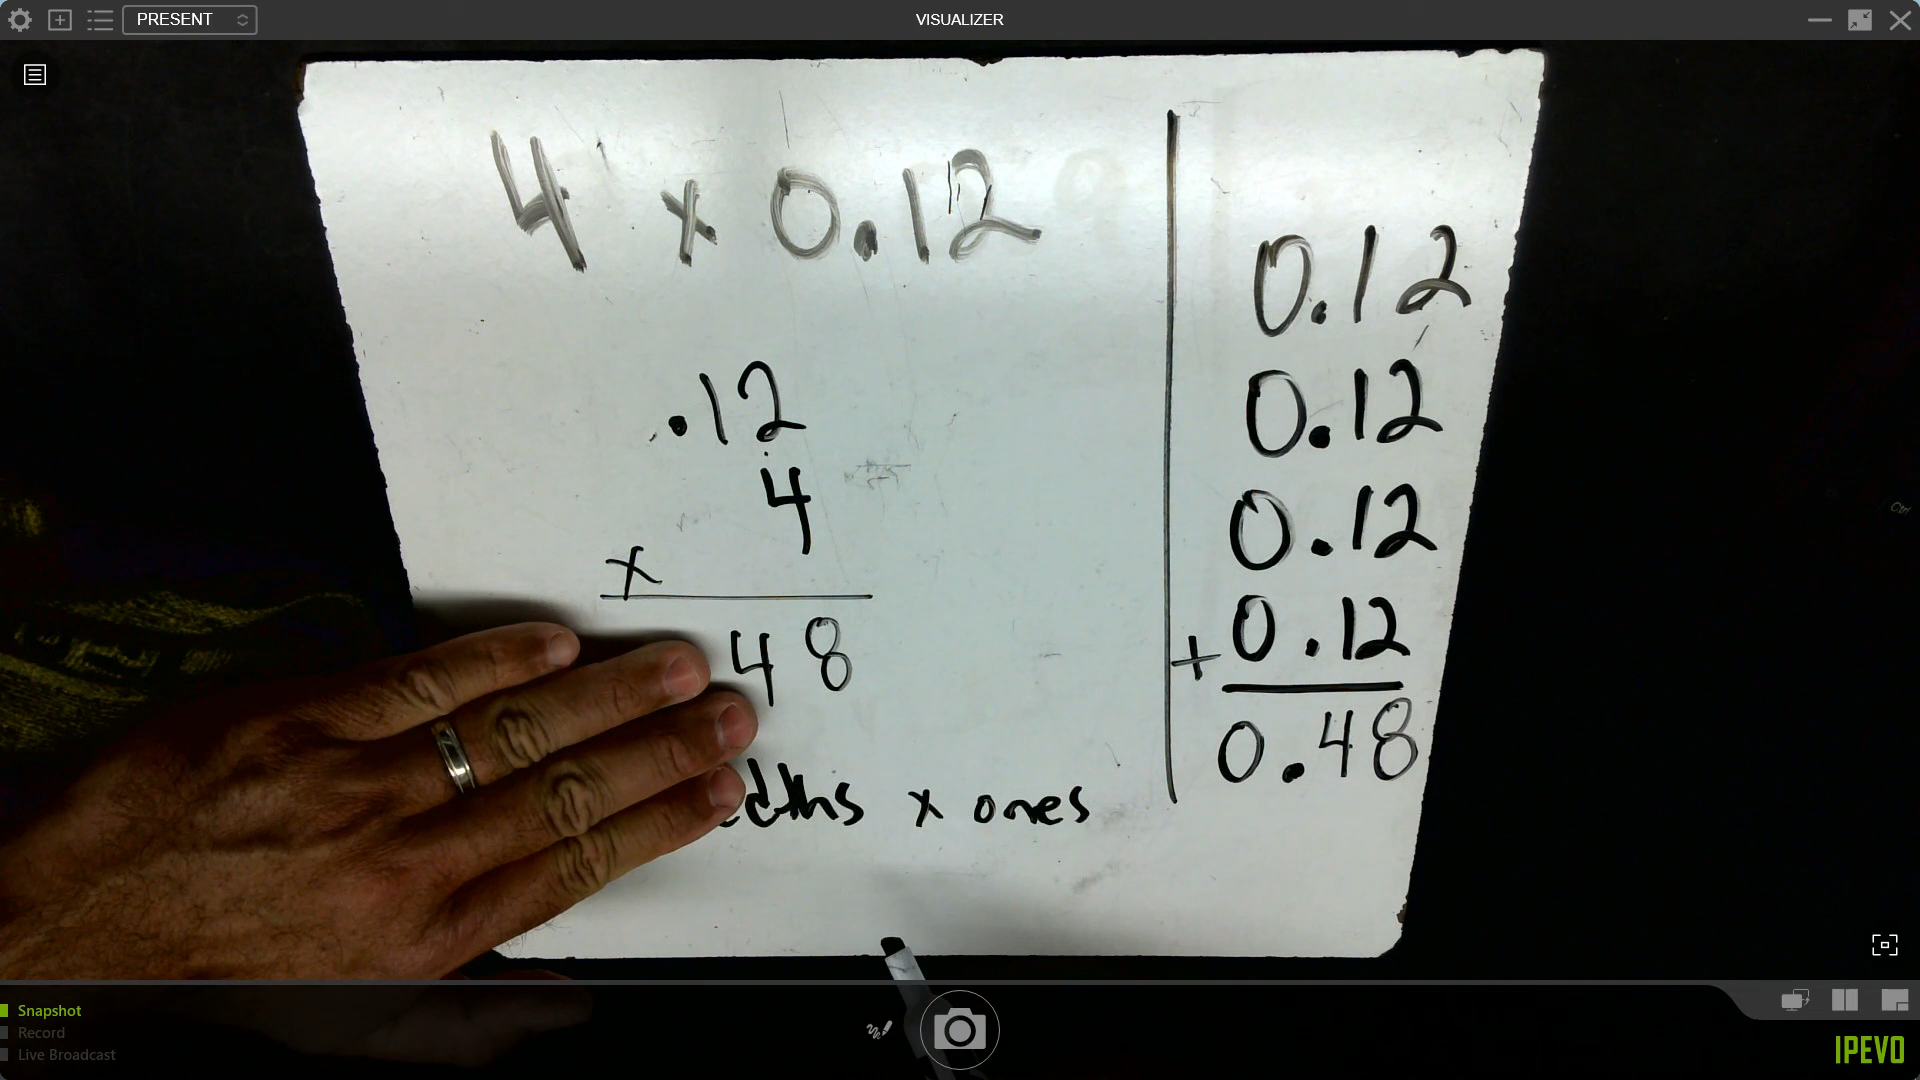 PRESENT
VISUALIZER
4 x 0.12
.12
4
x
48
x ones
0.12
0.12
0.12
+ 0.12
0.48
Snapshot
Record
Live Broadcast
IPEVO